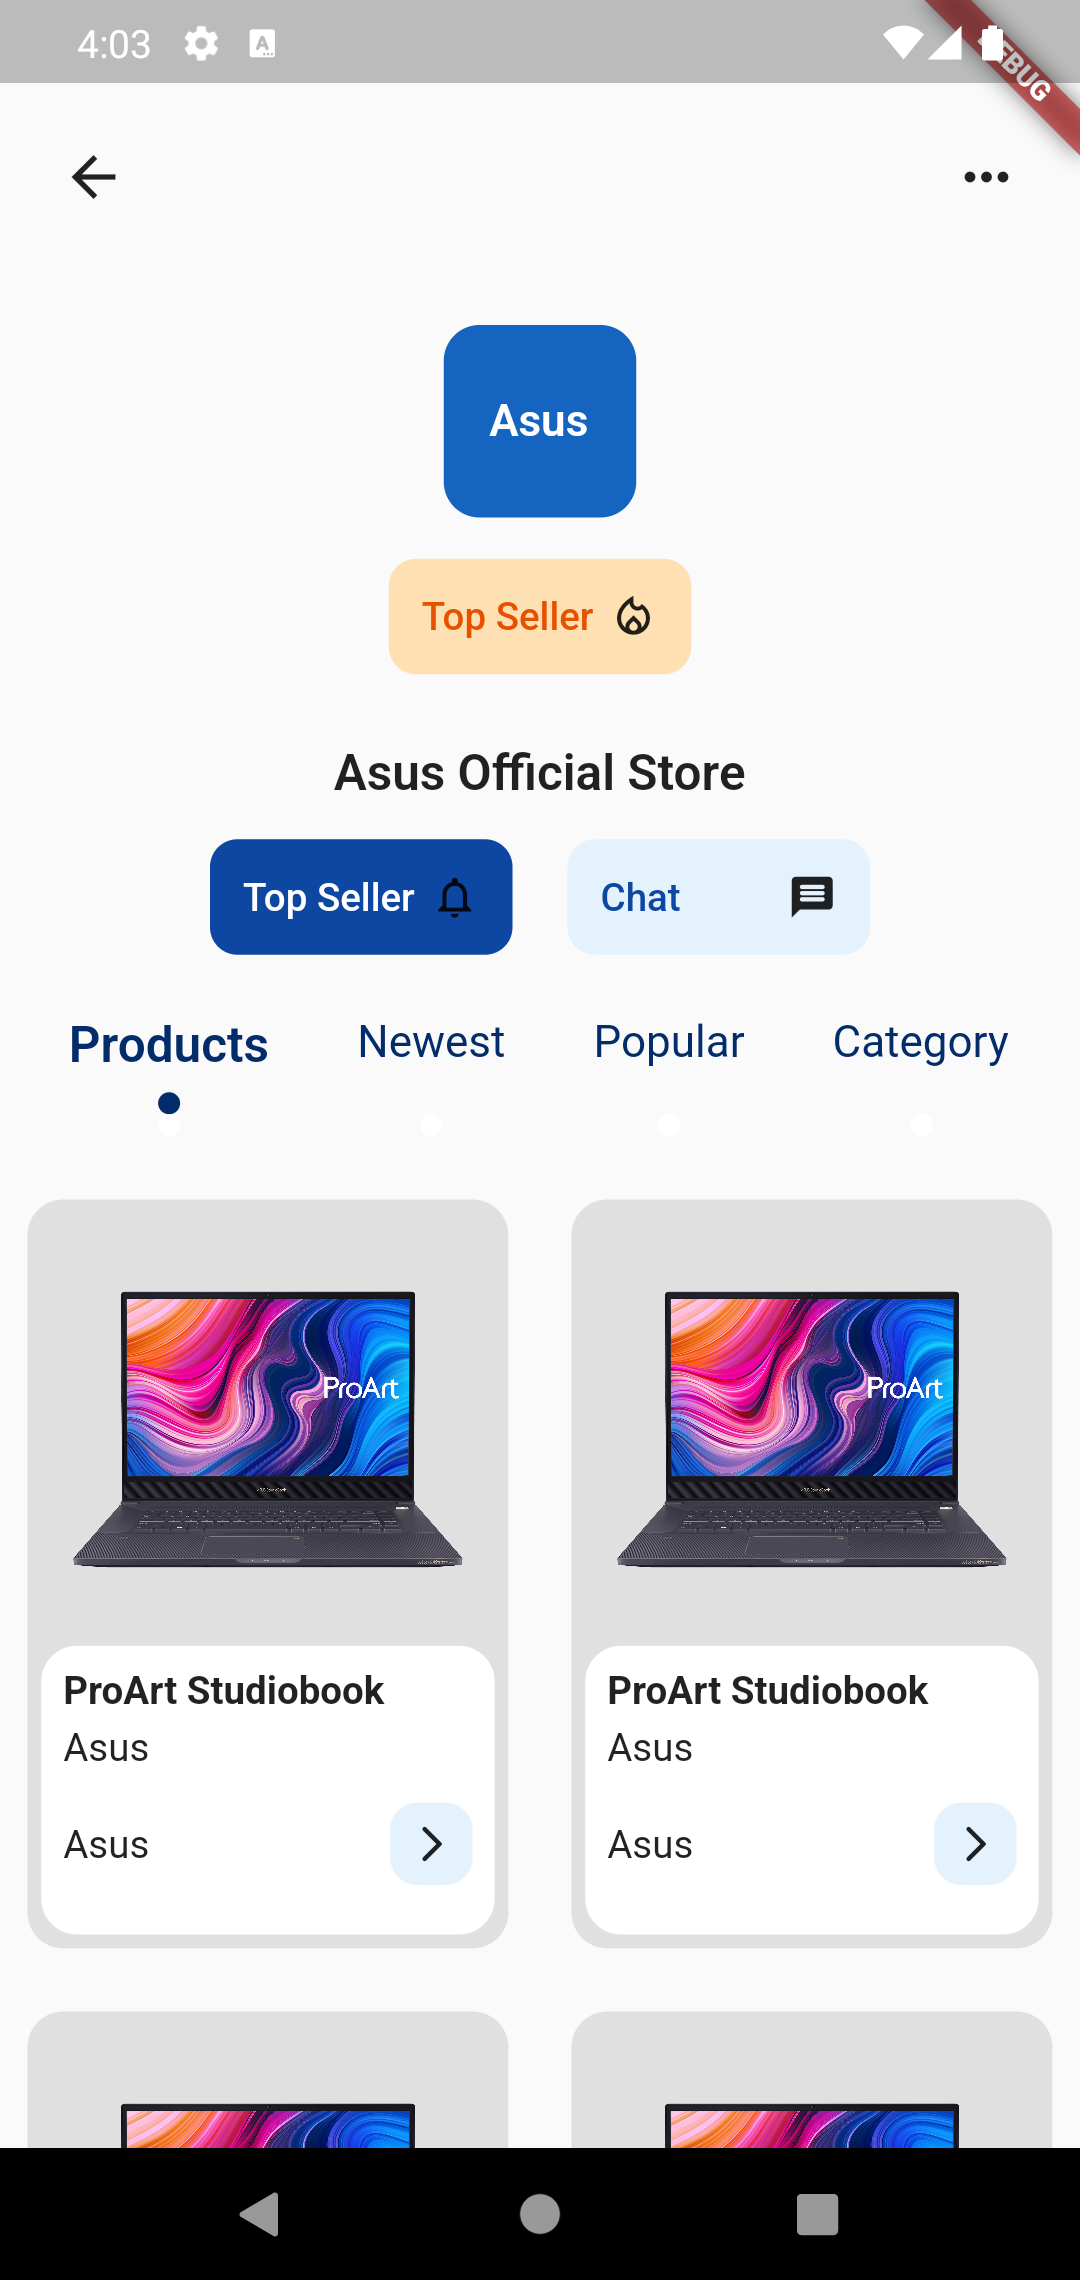 4:03
Asus
Top Seller
Asus Official Store
Top Seller
Chat
Products
Newest
Popular
Category
ProArt
ProArt
ProArt Studiobook
Asus
Asus
ProArt Studiobook
Asus
Asus